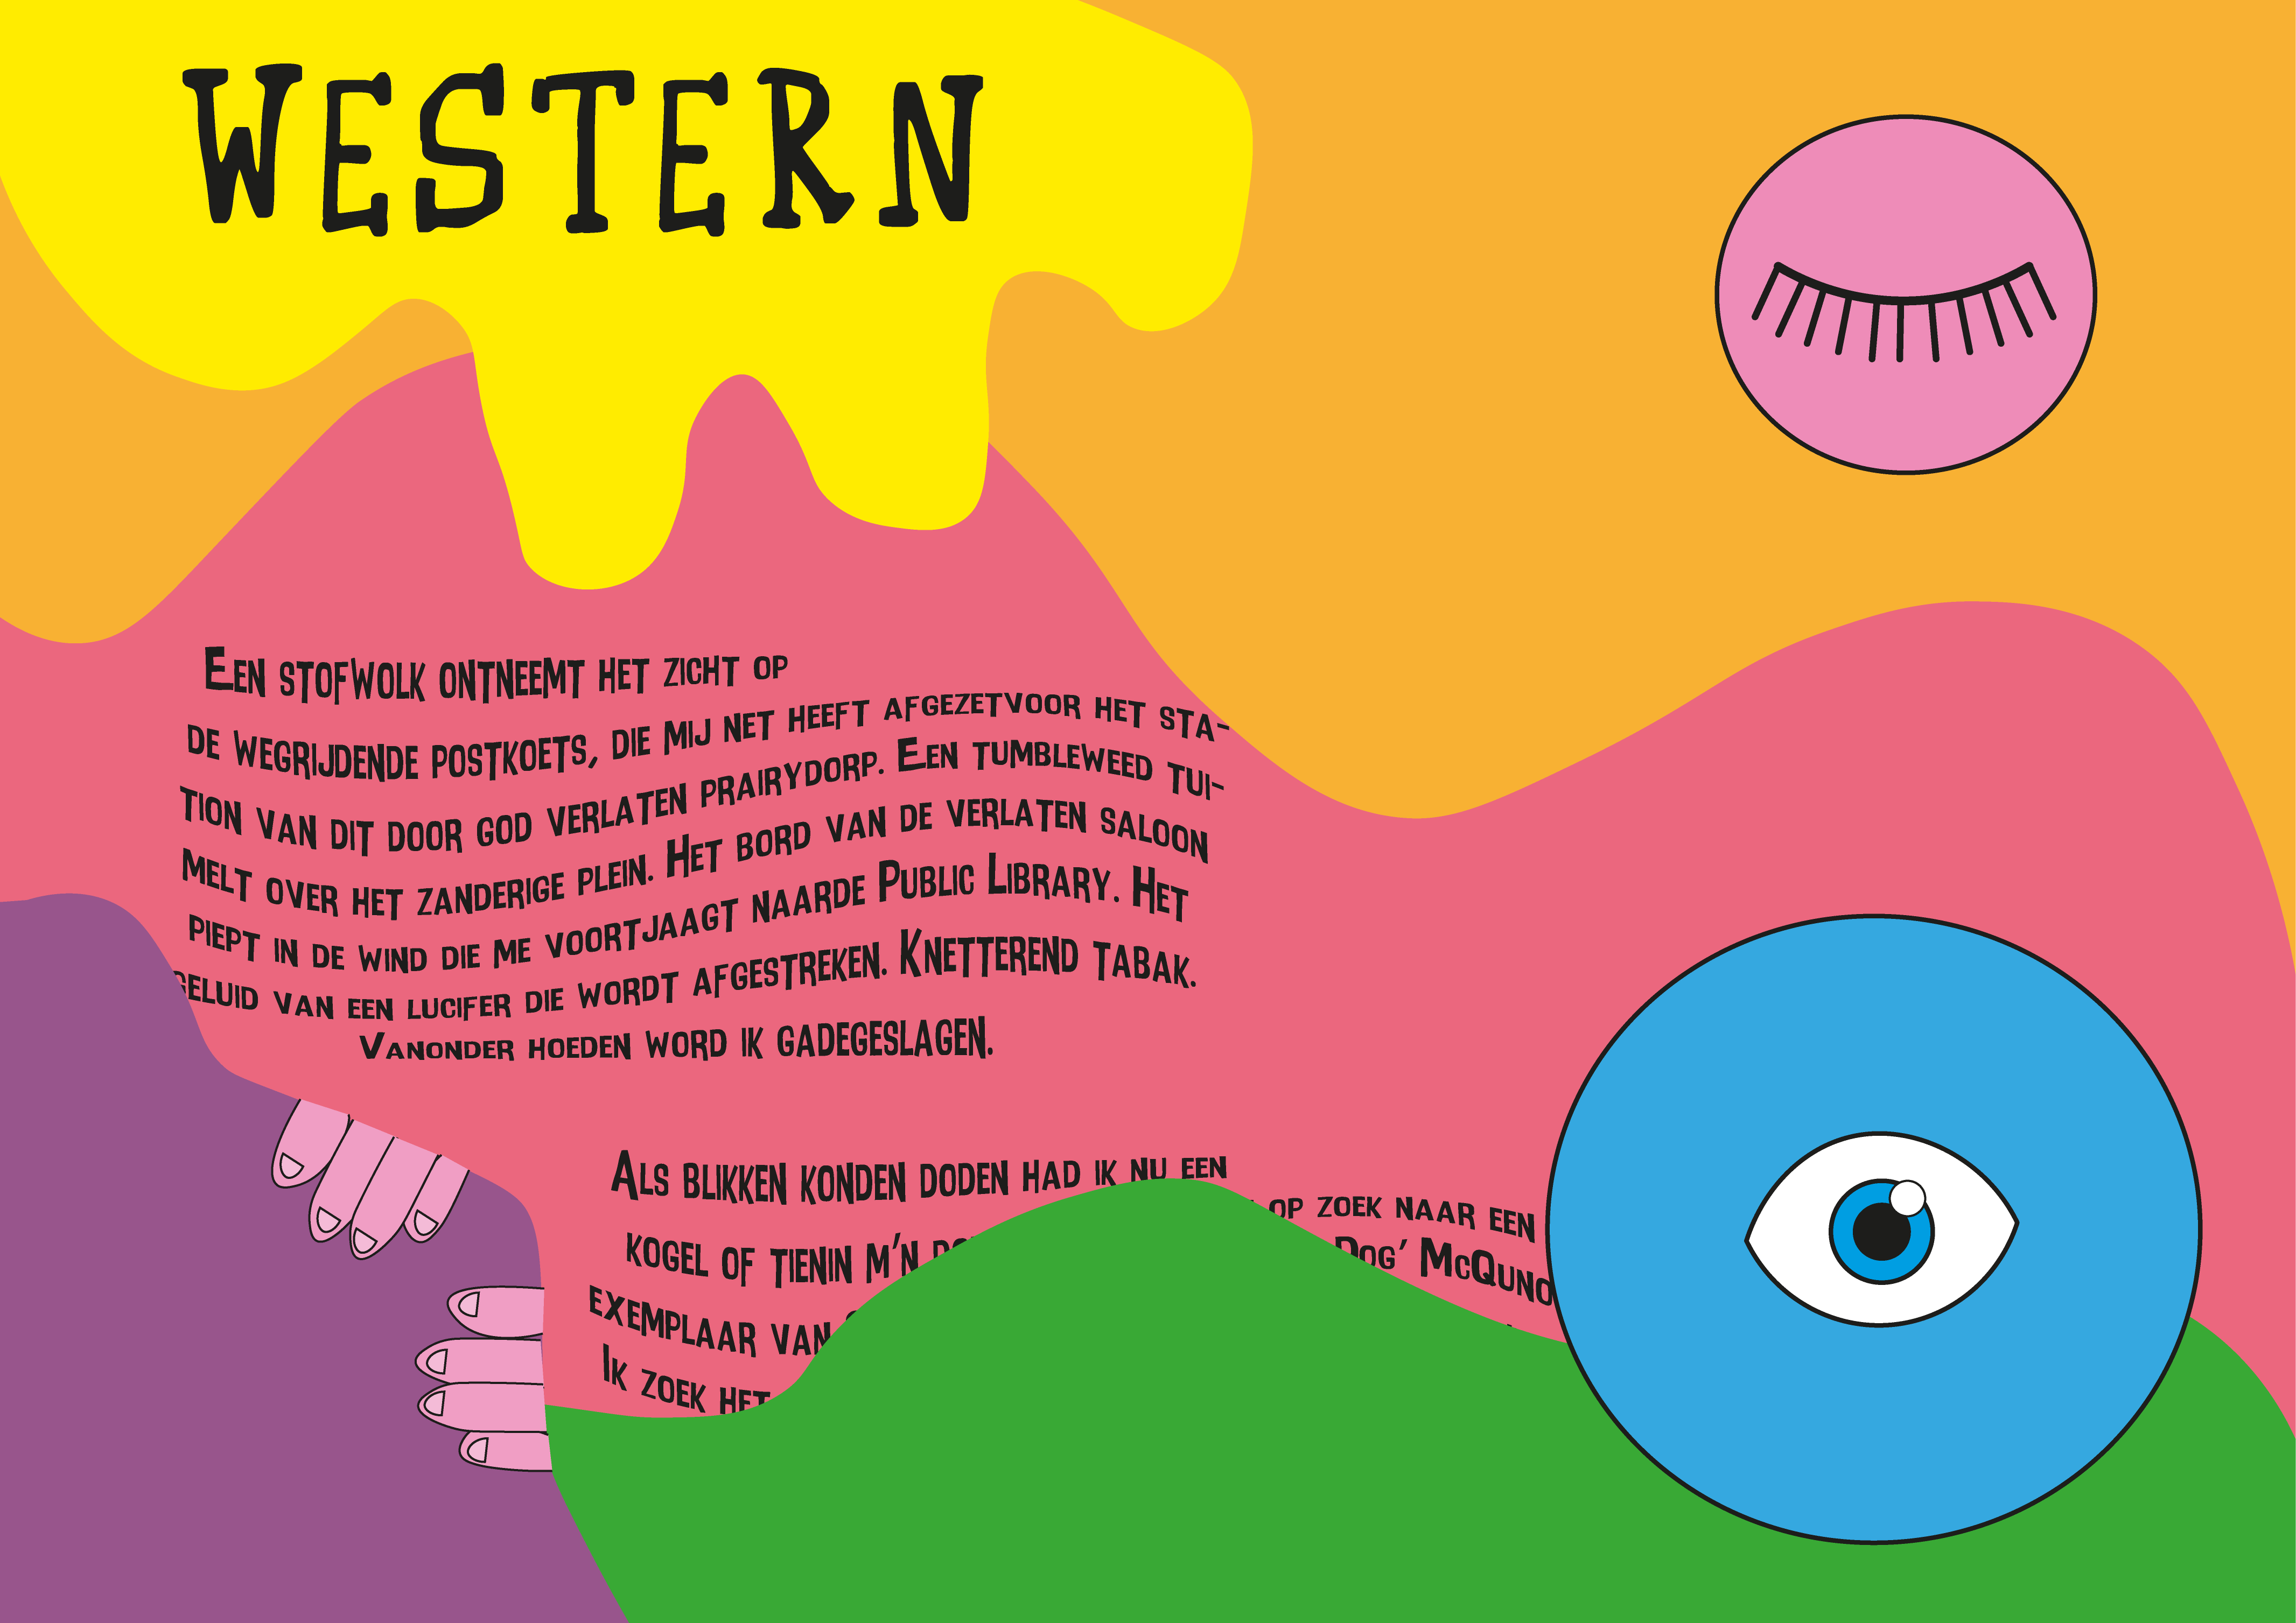 WESTERN
Een stofwolk ontneemt het zicht op
de wegrijdende postkoets, die mij net heeft afgezetvoor het sta-
tion van dit door god verlaten prairydorp. Een tumbleweed tui-
melt over het zanderige plein. Het bord van de verlaten saloon
piept in de wind die me voortjaagt naarde Public Library. Het
geluid van een lucifer die wordt afgestreken. Knetterend tabak.
Vanonder hoeden word ik gadegeslagen.
Als blikken konden doden had ik nu een
kogel of tienin m'n op zoek naar een
exemplaar van Dog' McQuno
Ik zoek het